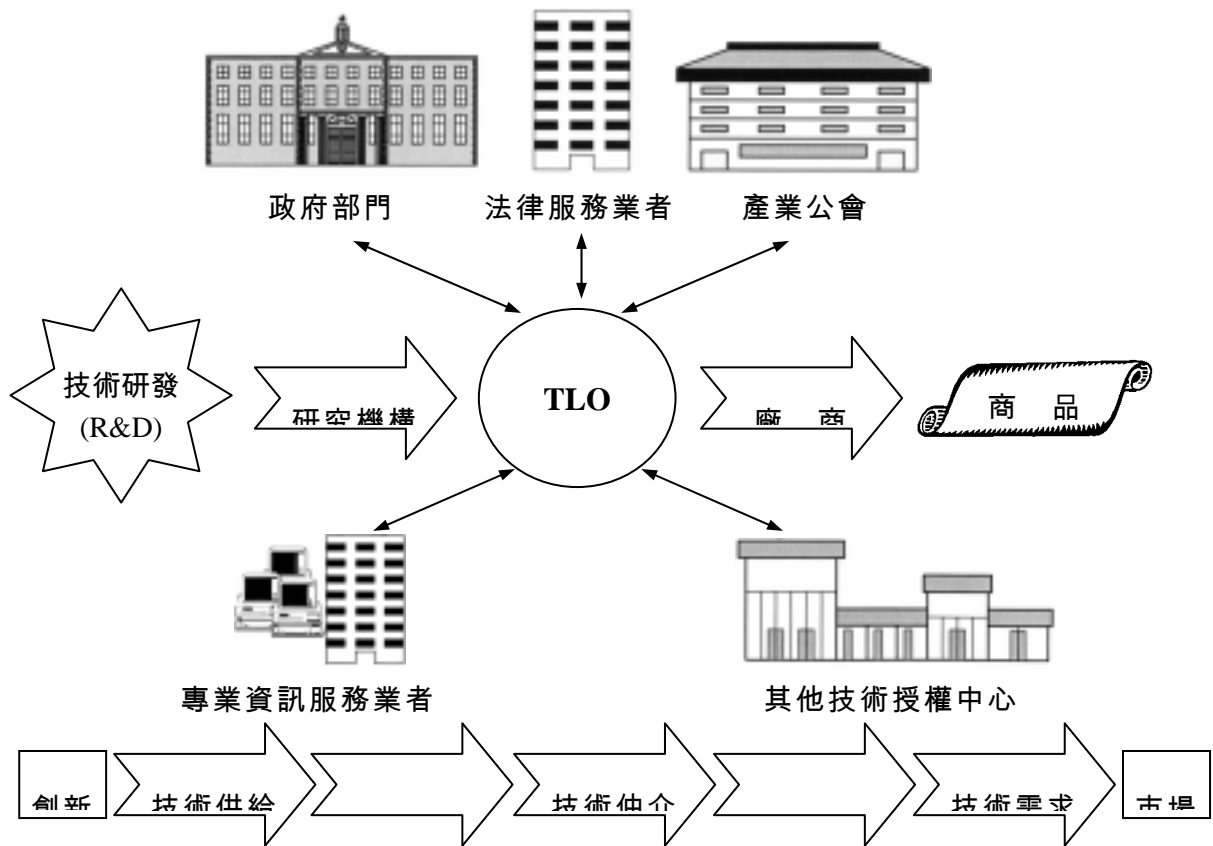 政府部門
法律服務業者
產業公會
技術研發
(R&D)
研究機構
TLO
廠 商
商 品
專業資訊服務業者
其他技術授權中心
創新
技術供給
技術仲介
技術需求
市場